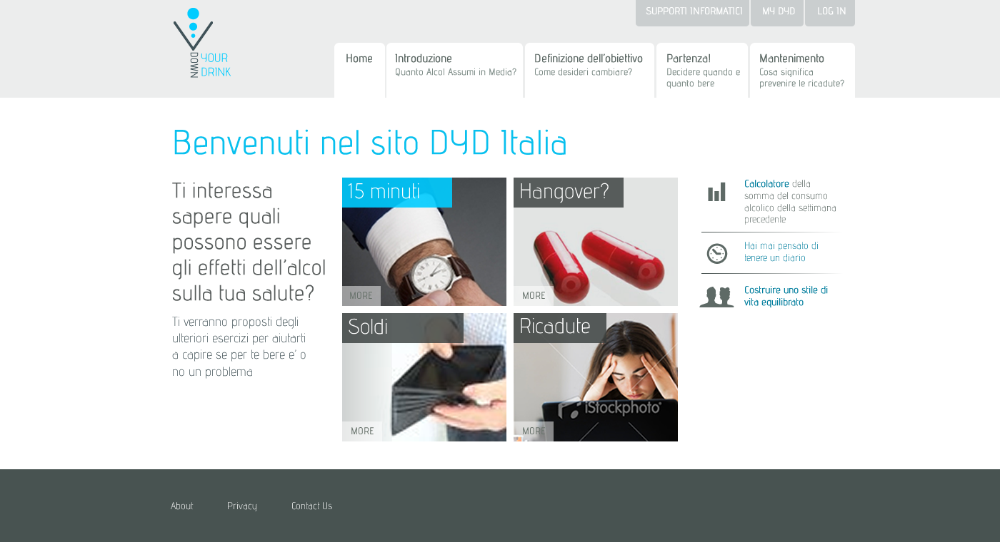 SUPPORTI INFORMATICI
MY DYD
LOG IN
DOWN
YOUR
DRINK
Home
Introduzione
Quanto Alcol Assumi in Media?
Definizione dell'obiettivo
Come desideri cambiare?
Partenza!
Decidere quando e
quanto bere
Mantenimento
Cosa significa
prevenire le ricadute?
Benvenuti nel sito DYD Italia
Ti interessa
sapere quali
possono essere
gli effetti dell'alcol
sulla tua salute?
Ti verranno proposti degli
ulteriori esercizi per aiutarti
a capire se per te bere e' o
no un problema
15 minuti
MORE
Hangover?
MORE
Soldi
MORE
Ricadute
iStockphoto
MORE
Calcolatore della
somma del consumo
alcolico della settimana
precedente
Hai mai pensato di
tenere un diario
Costruire uno stile di
vita equilibrato
About
Privacy
Contact Us